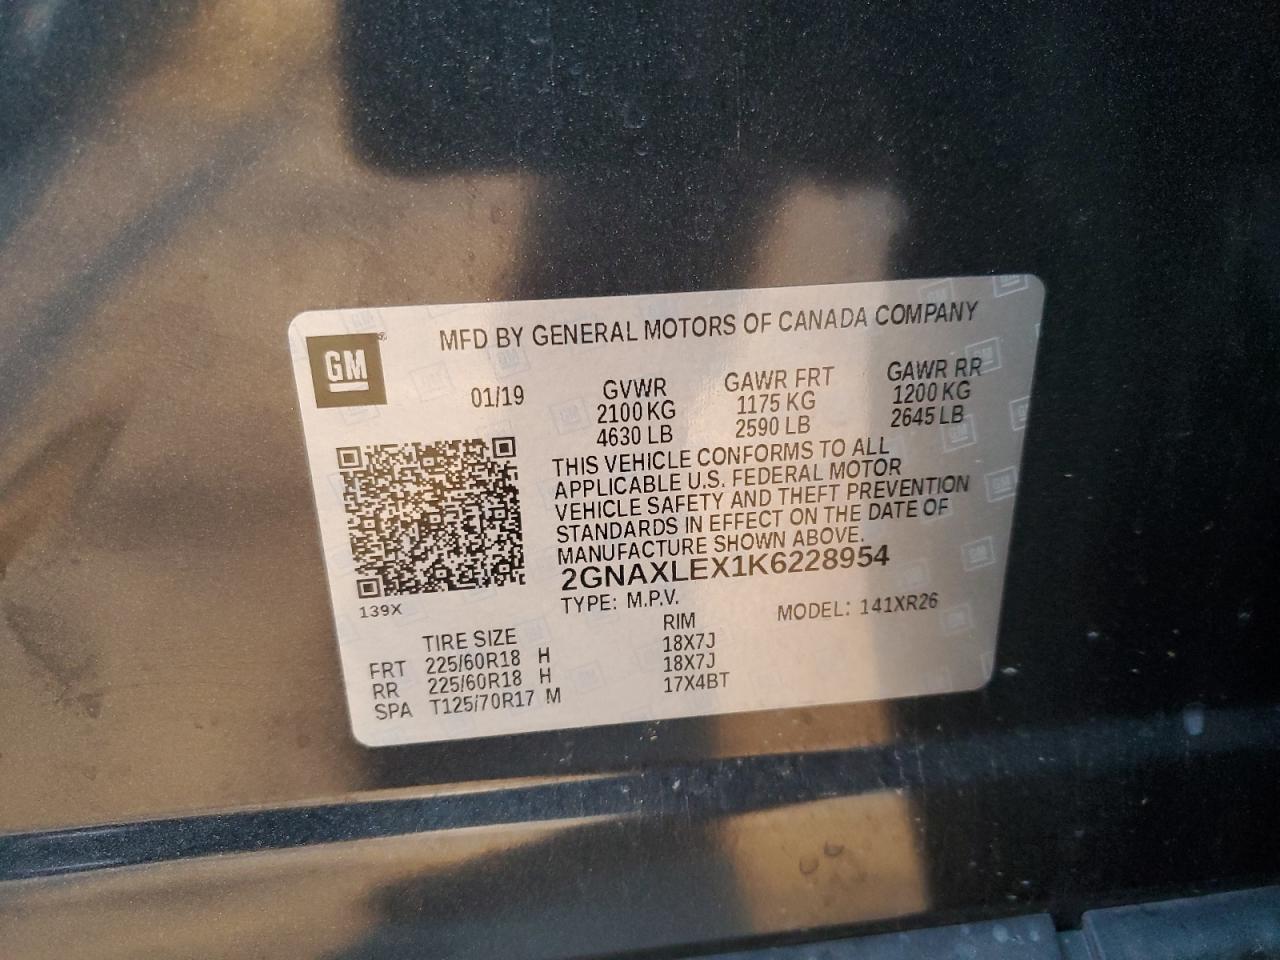 MFD BY GENERAL MOTORS OF CANADA COMPANY
GM
01/19
GVWR GAWR FRT GAWR RR
2100 KG 1175 KG 1200 KG
4630 LB 2590 LB 2645 LB
THIS VEHICLE CONFORMS TO ALL
APPLICABLE U.S. FEDERAL MOTOR
VEHICLE SAFETY AND THEFT PREVENTION
STANDARDS IN EFFECT ON THE DATE OF
MANUFACTURE SHOWN ABOVE.
2GNAXLEX1K6228954
TYPE: M.P.V. MODEL: 141XR26
139X
TIRE SIZE RIM
FRT 225/60R18 H 18X7J
RR 225/60R18 H 18X7J
SPA T125/70R17 M 17X4BT